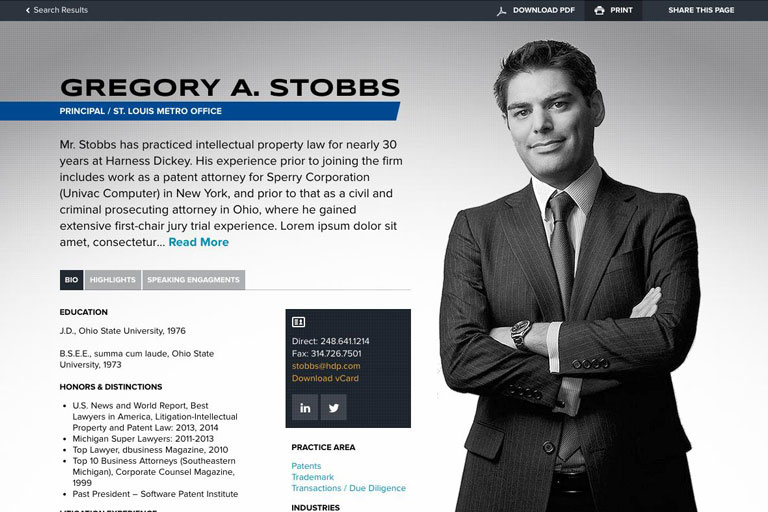 Search Results
DOWNLOAD PDF
PRINT
SHARE THIS PAGE
GREGORY A. STOBBS
PRINCIPAL / ST. LOUIS METRO OFFICE
Mr. Stobbs has practiced intellectual property law for nearly 30
years at Harness Dickey. His experience prior to joining the firm
includes work as a patent attorney for Sperry Corporation
(Univac Computer) in New York, and prior to that as a civil and
criminal prosecuting attorney in Ohio, where he gained
extensive first-chair jury trial experience. Lorem ipsum dolor sit
amet, consectetur... Read More
BIO
HIGHLIGHTS
SPEAKING ENGAGMENTS
EDUCATION
J.D., Ohio State University, 1976
B.S.E.E., summa cum laude, Ohio State
University, 1973
HONORS & DISTINCTIONS
• U.S. News and World Report, Best
Lawyers in America, Litigation-Intellectual
Property and Patent Law: 2013, 2014
• Michigan Super Lawyers: 2011-2013
• Top Lawyer, dbusiness Magazine, 2010
• Top 10 Business Attorneys (Southeastern
Michigan), Corporate Counsel Magazine,
1999
• Past President – Software Patent Institute
LITIGATION EXPERIENCE
Direct: 248.641.1214
Fax: 314.726.7501
stobbs@hdp.com
Download vCard
in
PRACTICE AREA
Patents
Trademark
Transactions / Due Diligence
INDUSTRIES